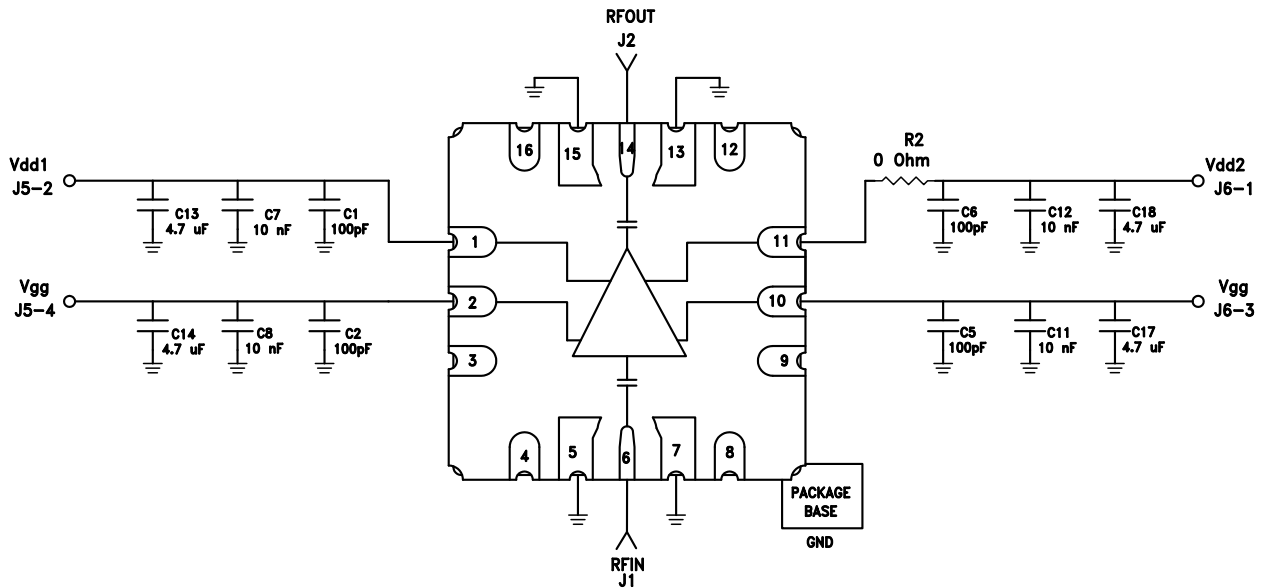 RFOUT
J2
16
15
14
13
12
Vdd1
J5-2
C13
4.7 uF
C7
10 nF
C1
100pF
R2
0 Ohm
Vdd2
J6-1
C6
100pF
C12
10 nF
C18
4.7 uF
1
11
Vgg
J5-4
C14
4.7 uF
C8
10 nF
C2
100pF
2
10
Vgg
J6-3
C5
100pF
C11
10 nF
C17
4.7 uF
3
9
4
5
6
7
8
PACKAGE
BASE
GND
RFIN
J1